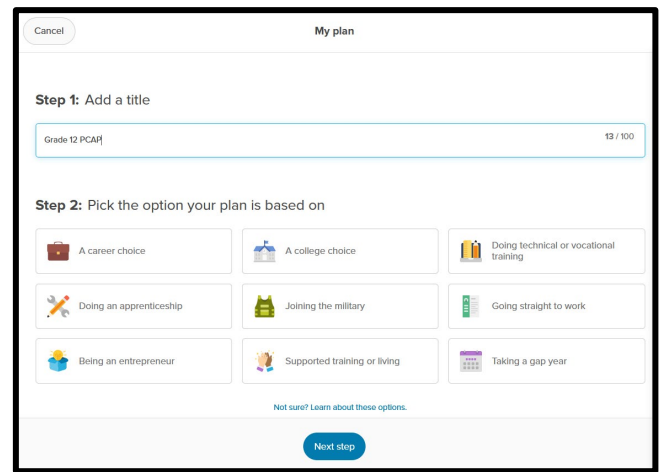 Cancel
My plan
Step 1: Add a title
Grade 12 PCAP
13 / 100
Step 2: Pick the option your plan is based on
A career choice
A college choice
Doing technical or vocational
training
Doing an apprenticeship
Joining the military
Going straight to work
Being an entrepreneur
Supported training or living
Taking a gap year
Not sure? Learn about these options.
Next step